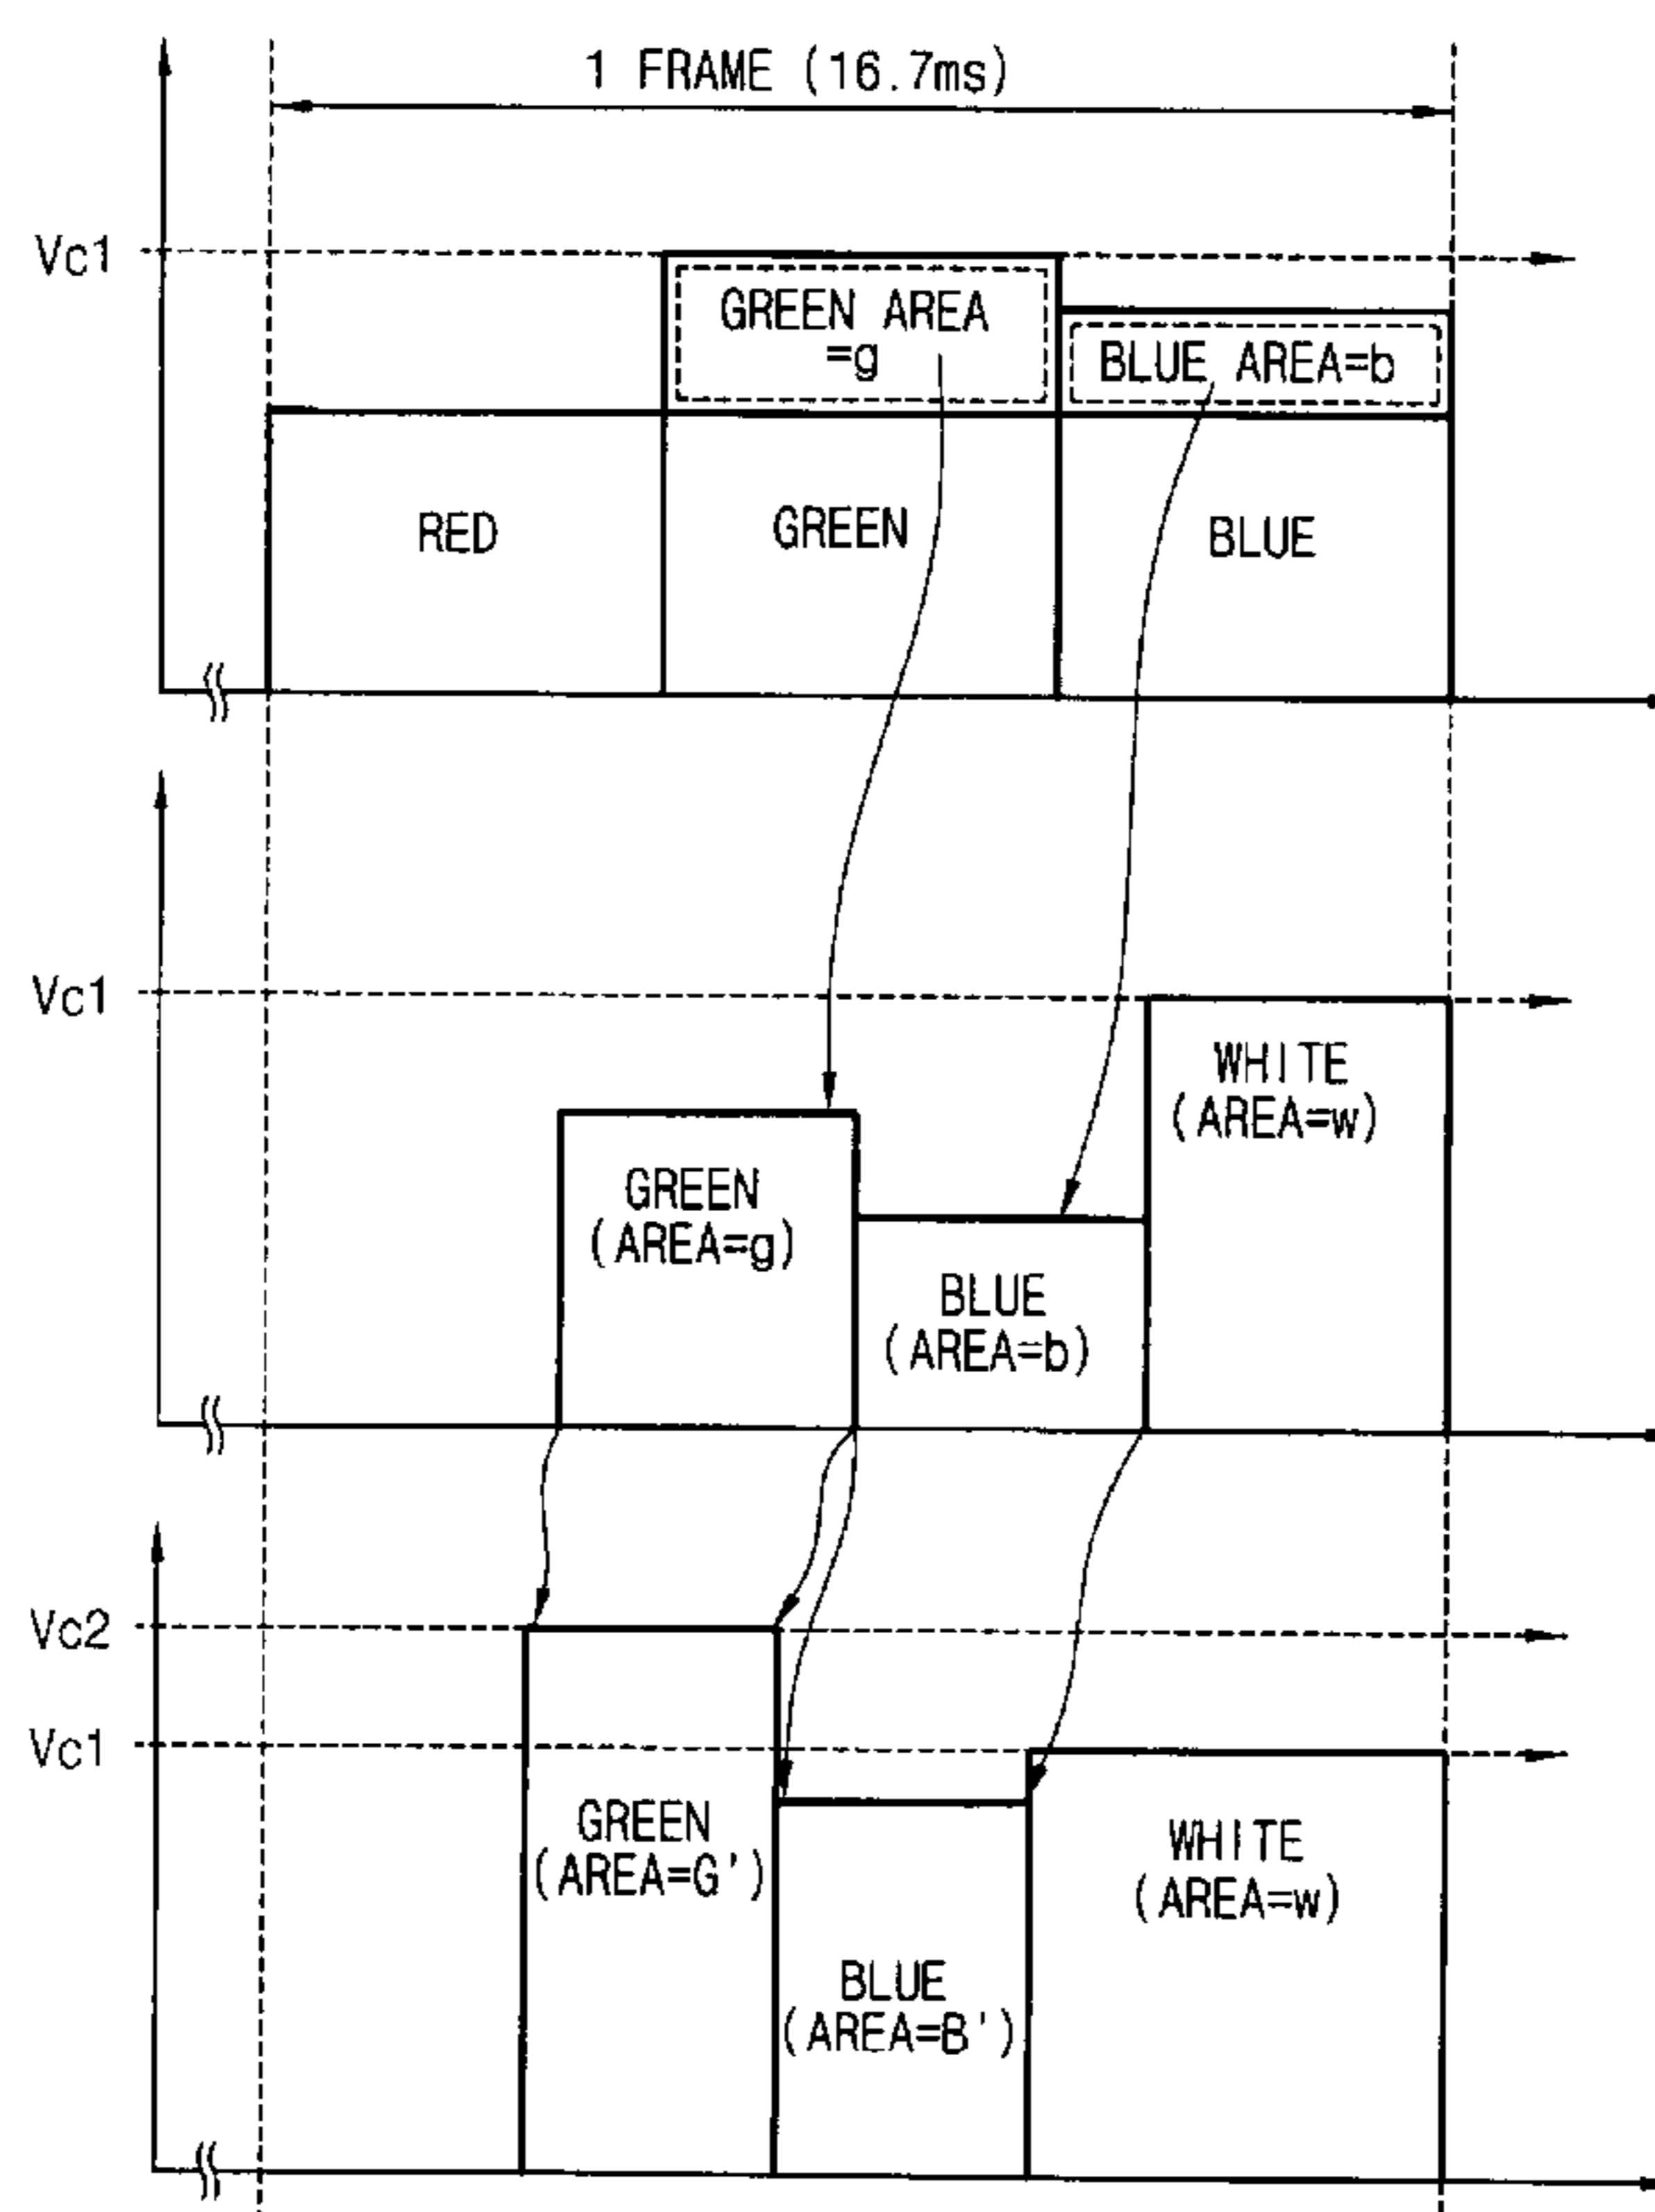 1 FRAME (16.7ms)
Vc1
GREEN AREA
=g
BLUE AREA=b
RED
GREEN
BLUE
Vc1
WHITE
(AREA=w)
GREEN
(AREA=g)
BLUE
(AREA=b)
Vc2
Vc1
GREEN
(AREA=G')
WHITE
(AREA=w)
BLUE
(AREA=B')